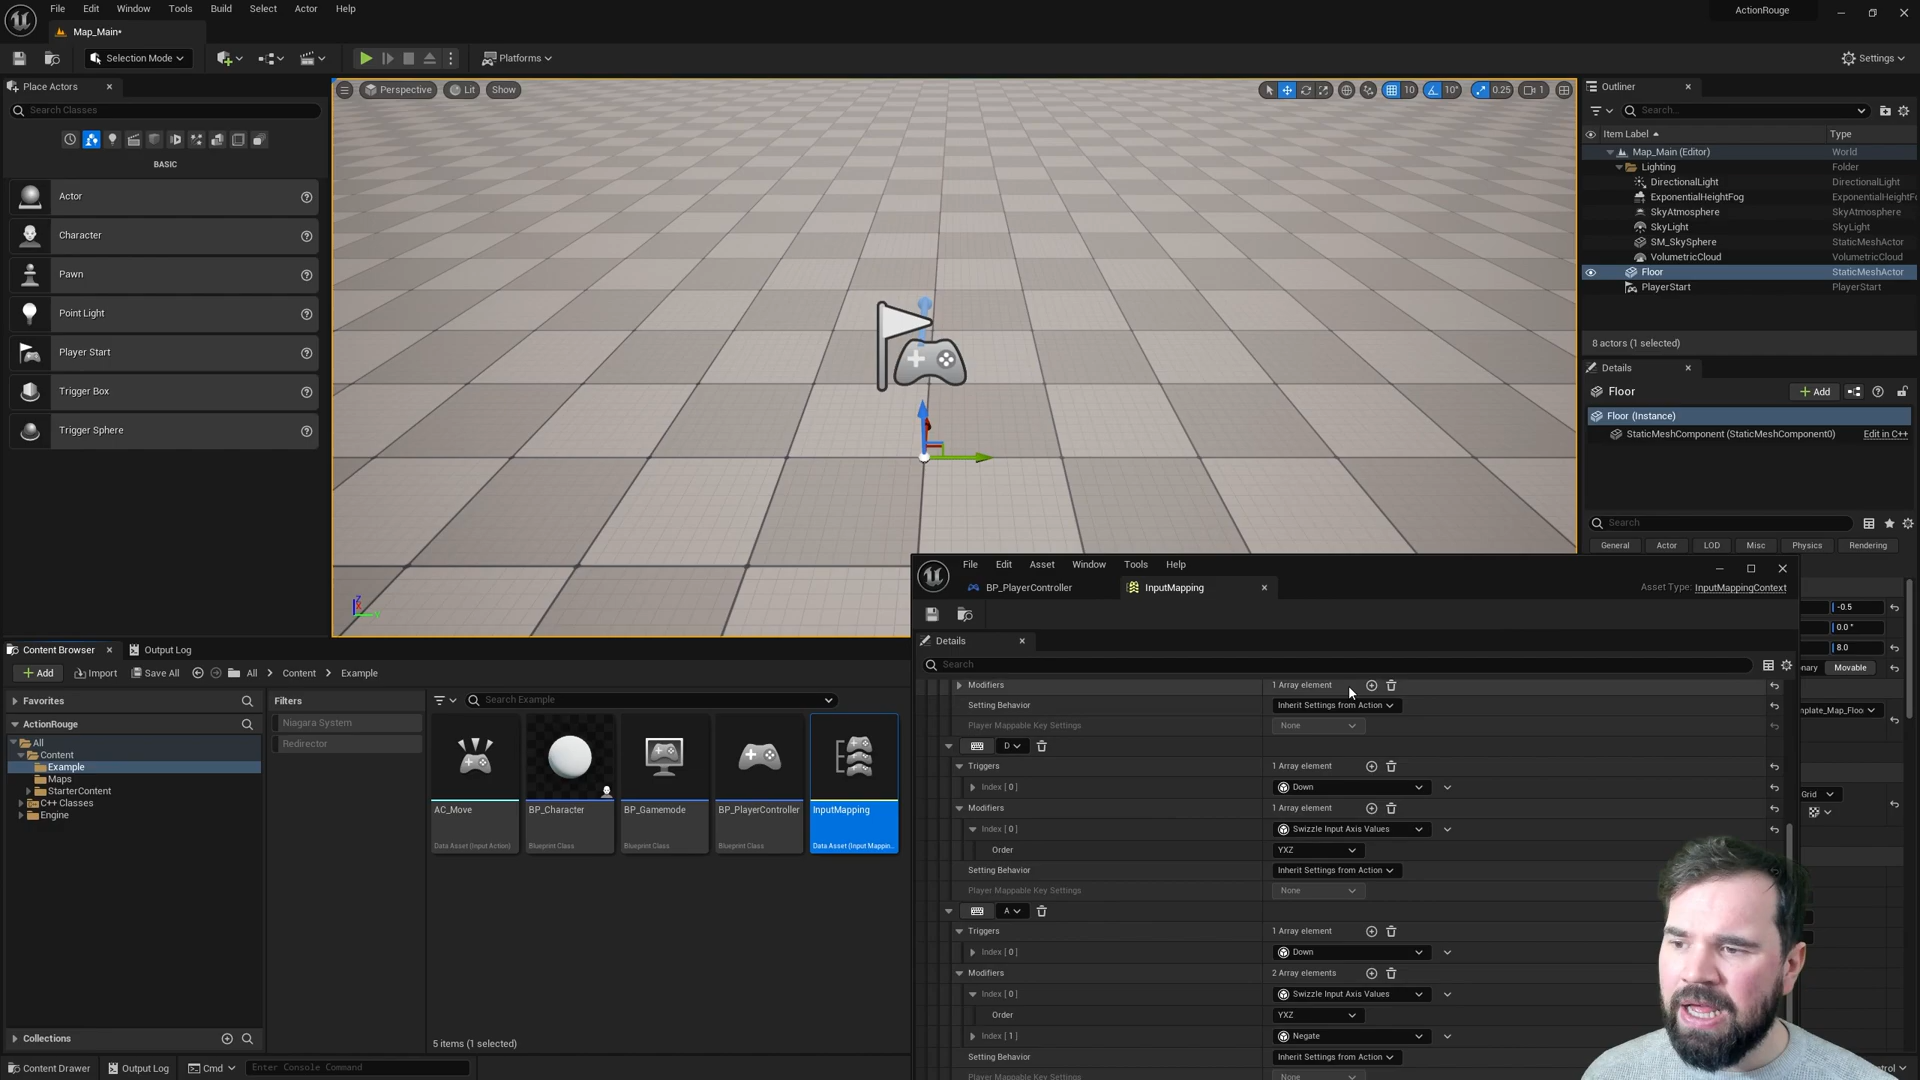 File Edit Window Tools Build Select Actor Help
ActionRouge
Map_Main*
Selection Mode
Platforms
Settings
Place Actors
Search Classes
BASIC
Actor
Character
Pawn
Point Light
Player Start
Trigger Box
Trigger Sphere
Perspective Lit Show
10 10° 0.25 1
Outliner
Search...
Item Label Type
Map_Main (Editor) World
Lighting Folder
DirectionalLight DirectionalLight
ExponentialHeightFog ExponentialHeightFo
SkyAtmosphere SkyAtmosphere
SkyLight SkyLight
SM_SkySphere StaticMeshActor
VolumetricCloud VolumetricCloud
Floor StaticMeshActor
PlayerStart PlayerStart
8 actors (1 selected)
Details
Floor
Add
Floor (Instance)
StaticMeshComponent (StaticMeshComponent0) Edit in C++
Search
General Actor LOD Misc Physics Rendering
-0.5
0.0 °
8.0
nary Movable
nplate_Map_Floo
Grid
File Edit Asset Window Tools Help
BP_PlayerController InputMapping
Asset Type: InputMappingContext
Details
Search
Modifiers 1 Array element
Setting Behavior Inherit Settings from Action
Player Mappable Key Settings None
D
Triggers 1 Array element
Index [ 0 ] Down
Modifiers 1 Array element
Index [ 0 ] Swizzle Input Axis Values
Order YXZ
Setting Behavior Inherit Settings from Action
Player Mappable Key Settings None
A
Triggers 1 Array element
Index [ 0 ] Down
Modifiers 2 Array elements
Index [ 0 ] Swizzle Input Axis Values
Order YXZ
Index [ 1 ] Negate
Setting Behavior Inherit Settings from Action
Player Mappable Key Settings None
Content Browser Output Log
Add Import Save All All Content Example
Favorites
ActionRouge
All
Content
Example
Maps
StarterContent
C++ Classes
Engine
Collections
Filters
Niagara System
Redirector
Search Example
AC_Move
Data Asset (Input Action)
BP_Character
Blueprint Class
BP_Gamemode
Blueprint Class
BP_PlayerController
Blueprint Class
InputMapping
Data Asset (Input Mappin...
5 items (1 selected)
Content Drawer Output Log Cmd Enter Console Command
ntrol